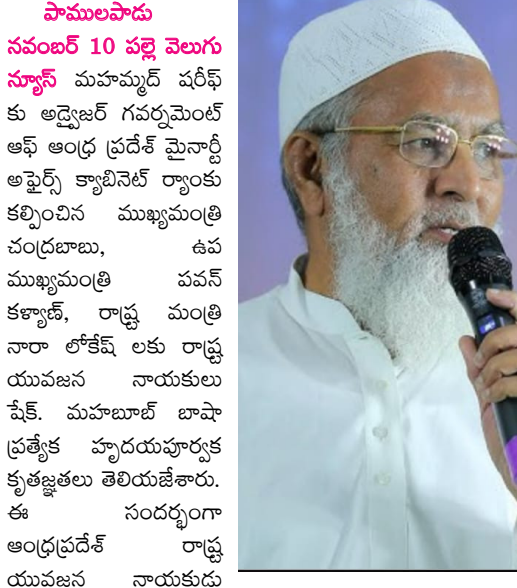 పాములపాడు
నవంబర్ 10 పల్లె వెలుగు
న్యూస్ మహమ్మద్ షరీఫ్
కు అడ్వైజర్ గవర్నమెంట్
ఆఫ్ ఆంధ్ర ప్రదేశ్ మైనార్టీ
అఫైర్స్ క్యాబినెట్ ర్యాంకు
కల్పించిన ముఖ్యమంత్రి
చంద్రబాబు, ఉప
ముఖ్యమంత్రి పవన్
కళ్యాణ్, రాష్ట్ర మంత్రి
నారా లోకేష్ లకు రాష్ట్ర
యువజన నాయకులు
షేక్. మహబూబ్ బాషా
ప్రత్యేక హృదయపూర్వక
కృతజ్ఞతలు తెలియజేశారు.
ఈ సందర్భంగా
ఆంధ్రప్రదేశ్ రాష్ట్ర
యువజన నాయకుడు